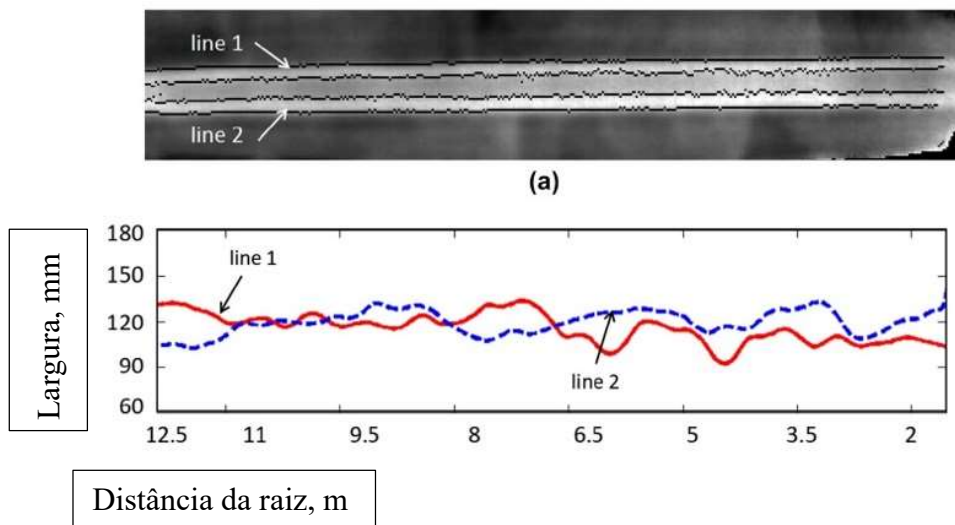 line 1
line 2
(a)
180
150
120
90
60
Largura, mm
line 1
line 2
12.5 11 9.5 8 6.5 5 3.5 2
Distância da raiz, m